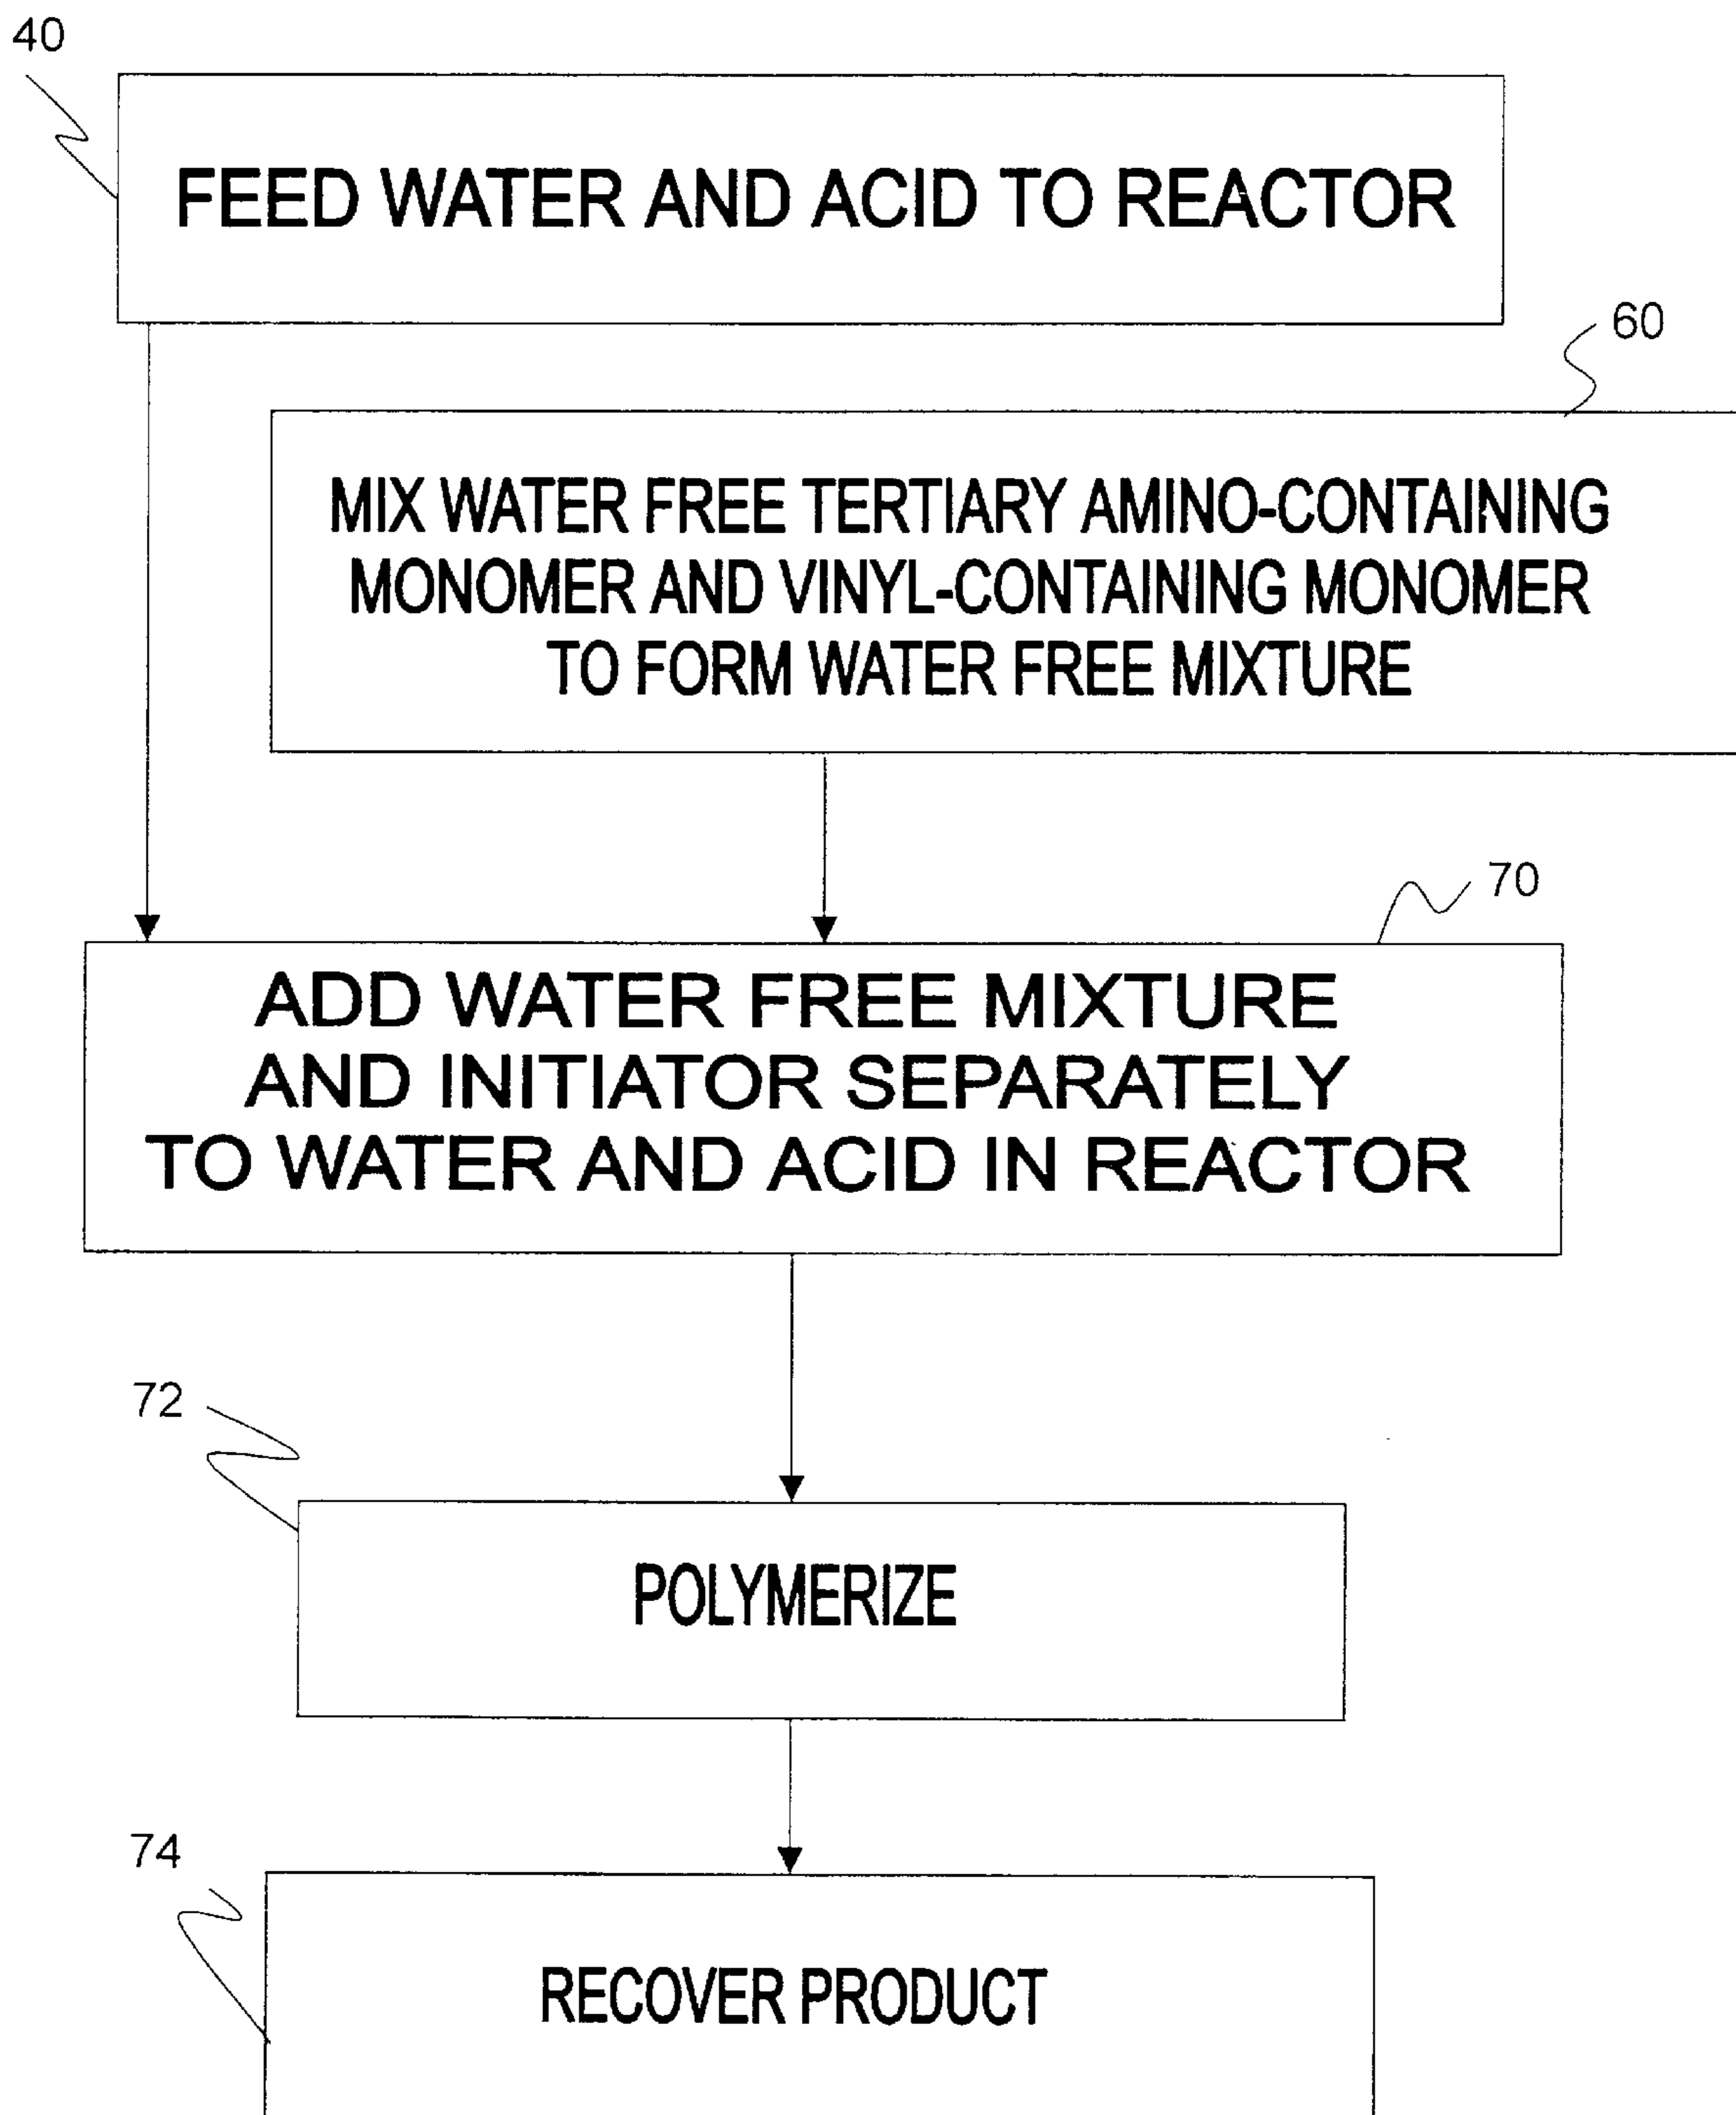 40
FEED WATER AND ACID TO REACTOR
60
MIX WATER FREE TERTIARY AMINO-CONTAINING
MONOMER AND VINYL-CONTAINING MONOMER
TO FORM WATER FREE MIXTURE
70
ADD WATER FREE MIXTURE
AND INITIATOR SEPARATELY
TO WATER AND ACID IN REACTOR
72
POLYMERIZE
74
RECOVER PRODUCT